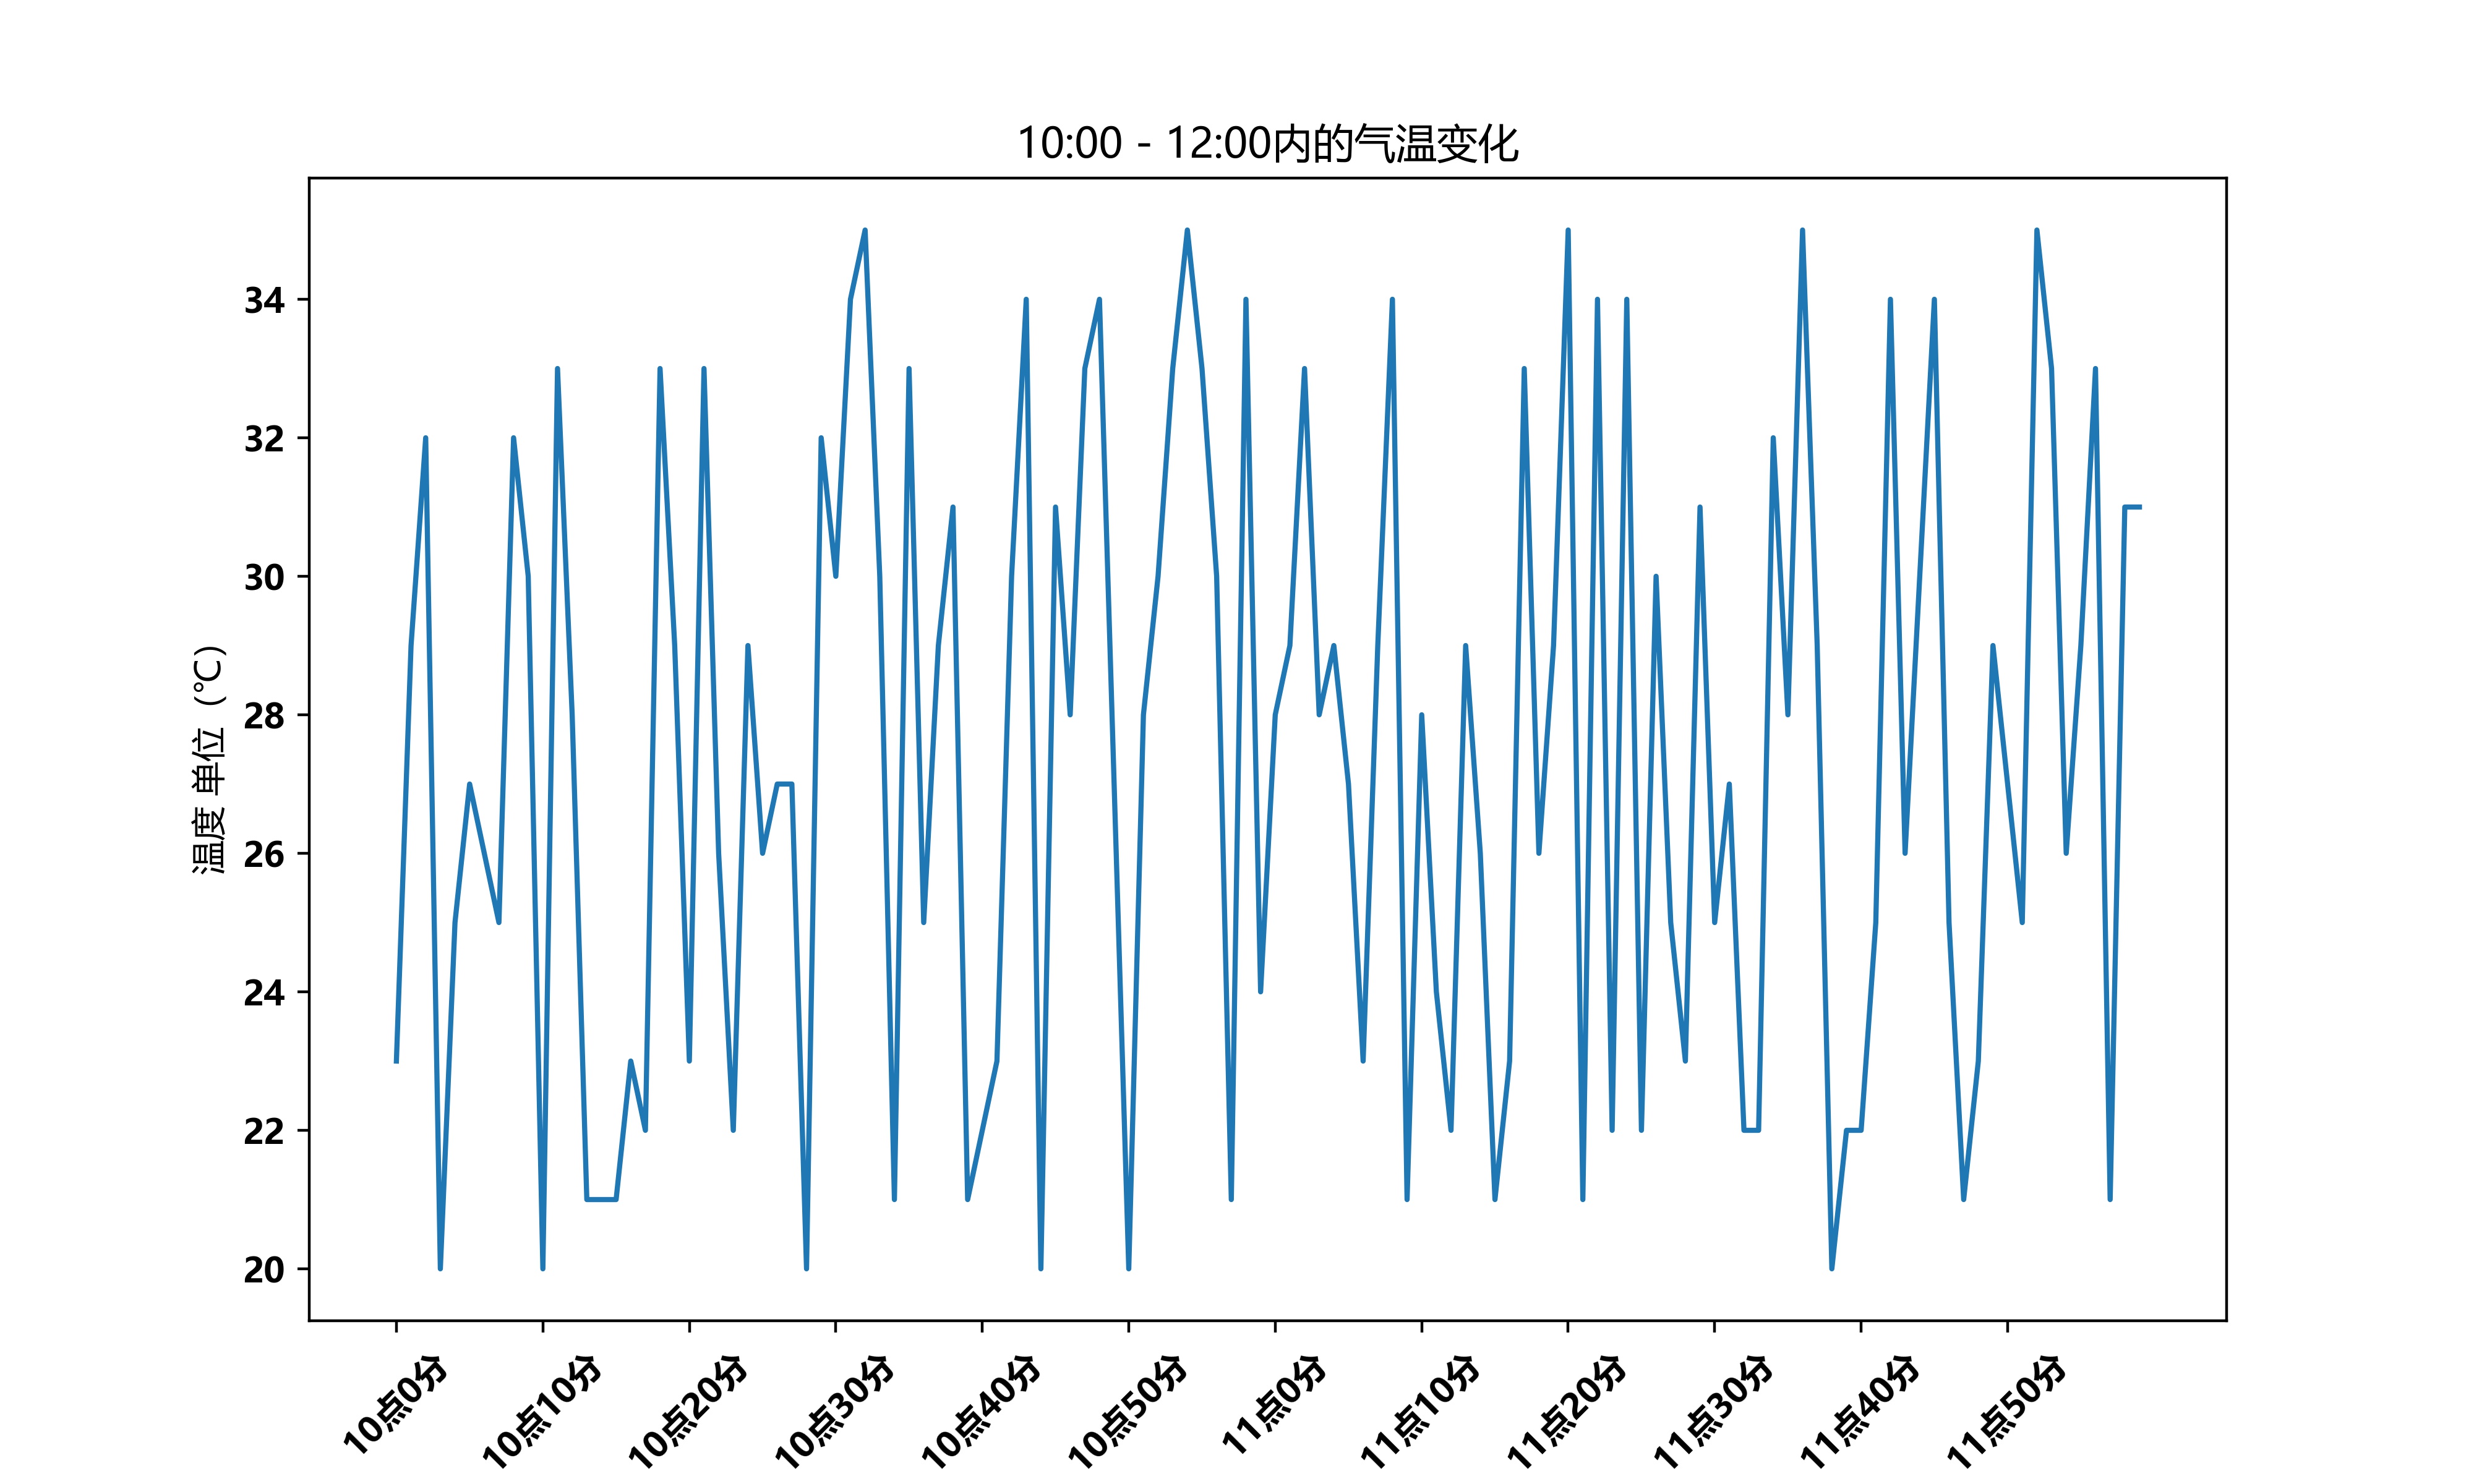 10:00 - 12:00内的气温变化
温度 单位（℃）
34
32
30
28
26
24
22
20
10点0分
10点10分
10点20分
10点30分
10点40分
10点50分
11点0分
11点10分
11点20分
11点30分
11点40分
11点50分